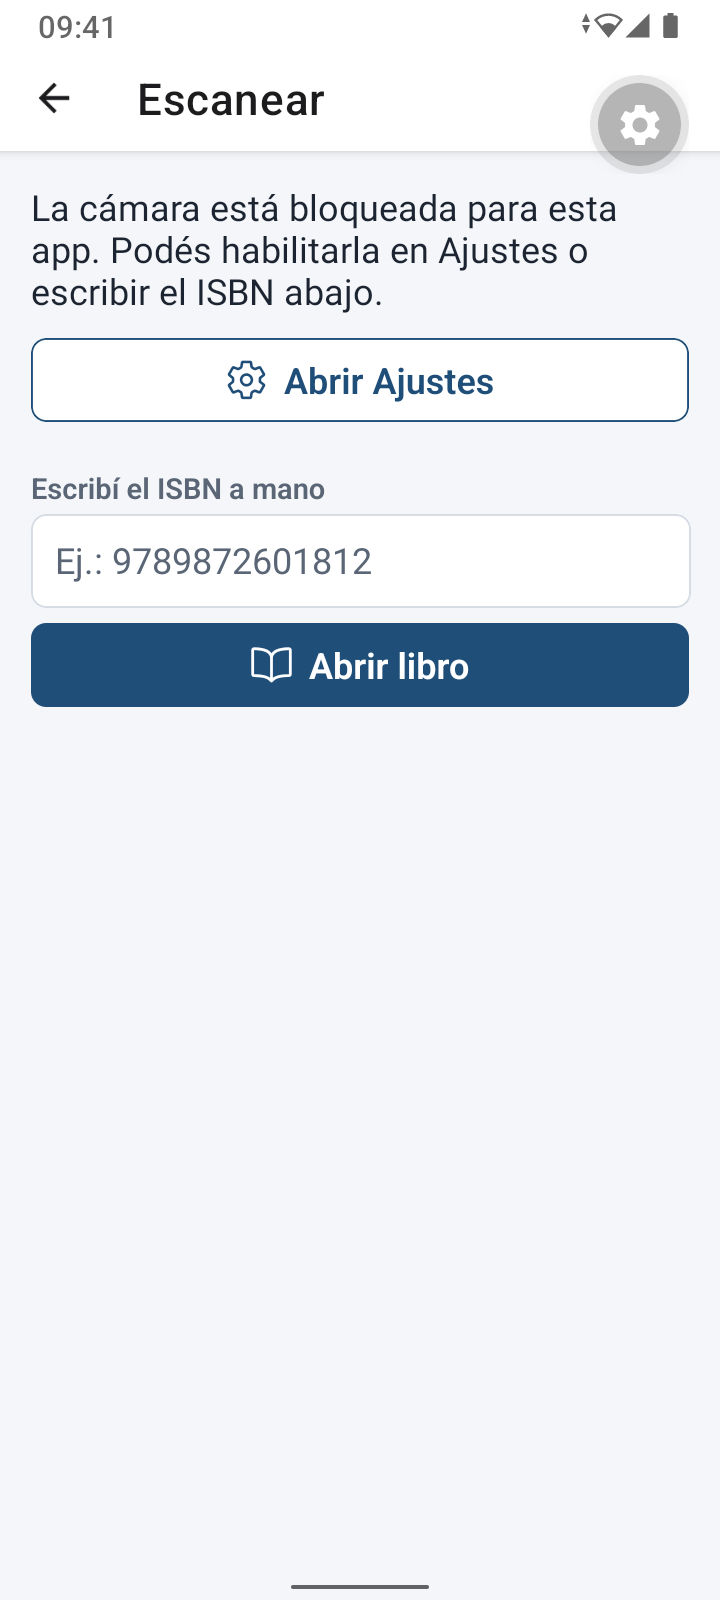 09:41
Escanear
La cámara está bloqueada para esta
app. Podés habilitarla en Ajustes o
escribir el ISBN abajo.
Abrir Ajustes
Escribí el ISBN a mano
Ej.: 9789872601812
Abrir libro